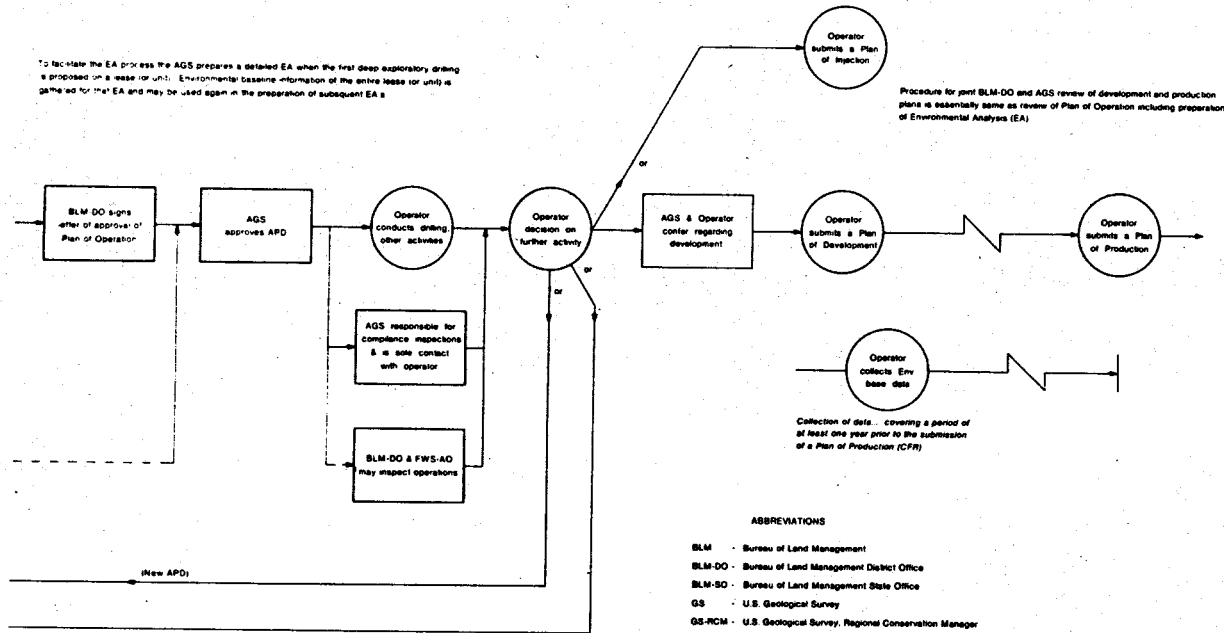 To facilitate the EA process the AGS prepares a detailed EA when the first deep exploratory drilling
is proposed on a lease (or unit). Environmental baseline information of the entire lease (or unit) is
gathered for that EA and may be used again in the preparation of subsequent EA s
Operator
submits a Plan
of Injection
Procedure for joint BLM-DO and AGS review of development and production
plans is essentially same as review of Plan of Operation including preparation
of Environmental Analysis (EA)
or
BLM-DO signs
letter of approval of
Plan of Operation
AGS
approves APD
Operator
conducts drilling,
other activities
Operator
decision on
further activity
AGS & Operator
confer regarding
development
Operator
submits a Plan
of Development
Operator
submits a Plan
of Production
or
or
AGS responsible for
compliance inspections
& is sole contact
with operator
Operator
collects Env
base data
Collection of data... covering a period of
at least one year prior to the submission
of a Plan of Production (CFR)
BLM-DO & FWS-AO
may inspect operations
(New APD)
ABBREVIATIONS
BLM - Bureau of Land Management
BLM-DO - Bureau of Land Management District Office
BLM-SO - Bureau of Land Management State Office
GS - U.S. Geological Survey
GS-RCM - U.S. Geological Survey, Regional Conservation Manager